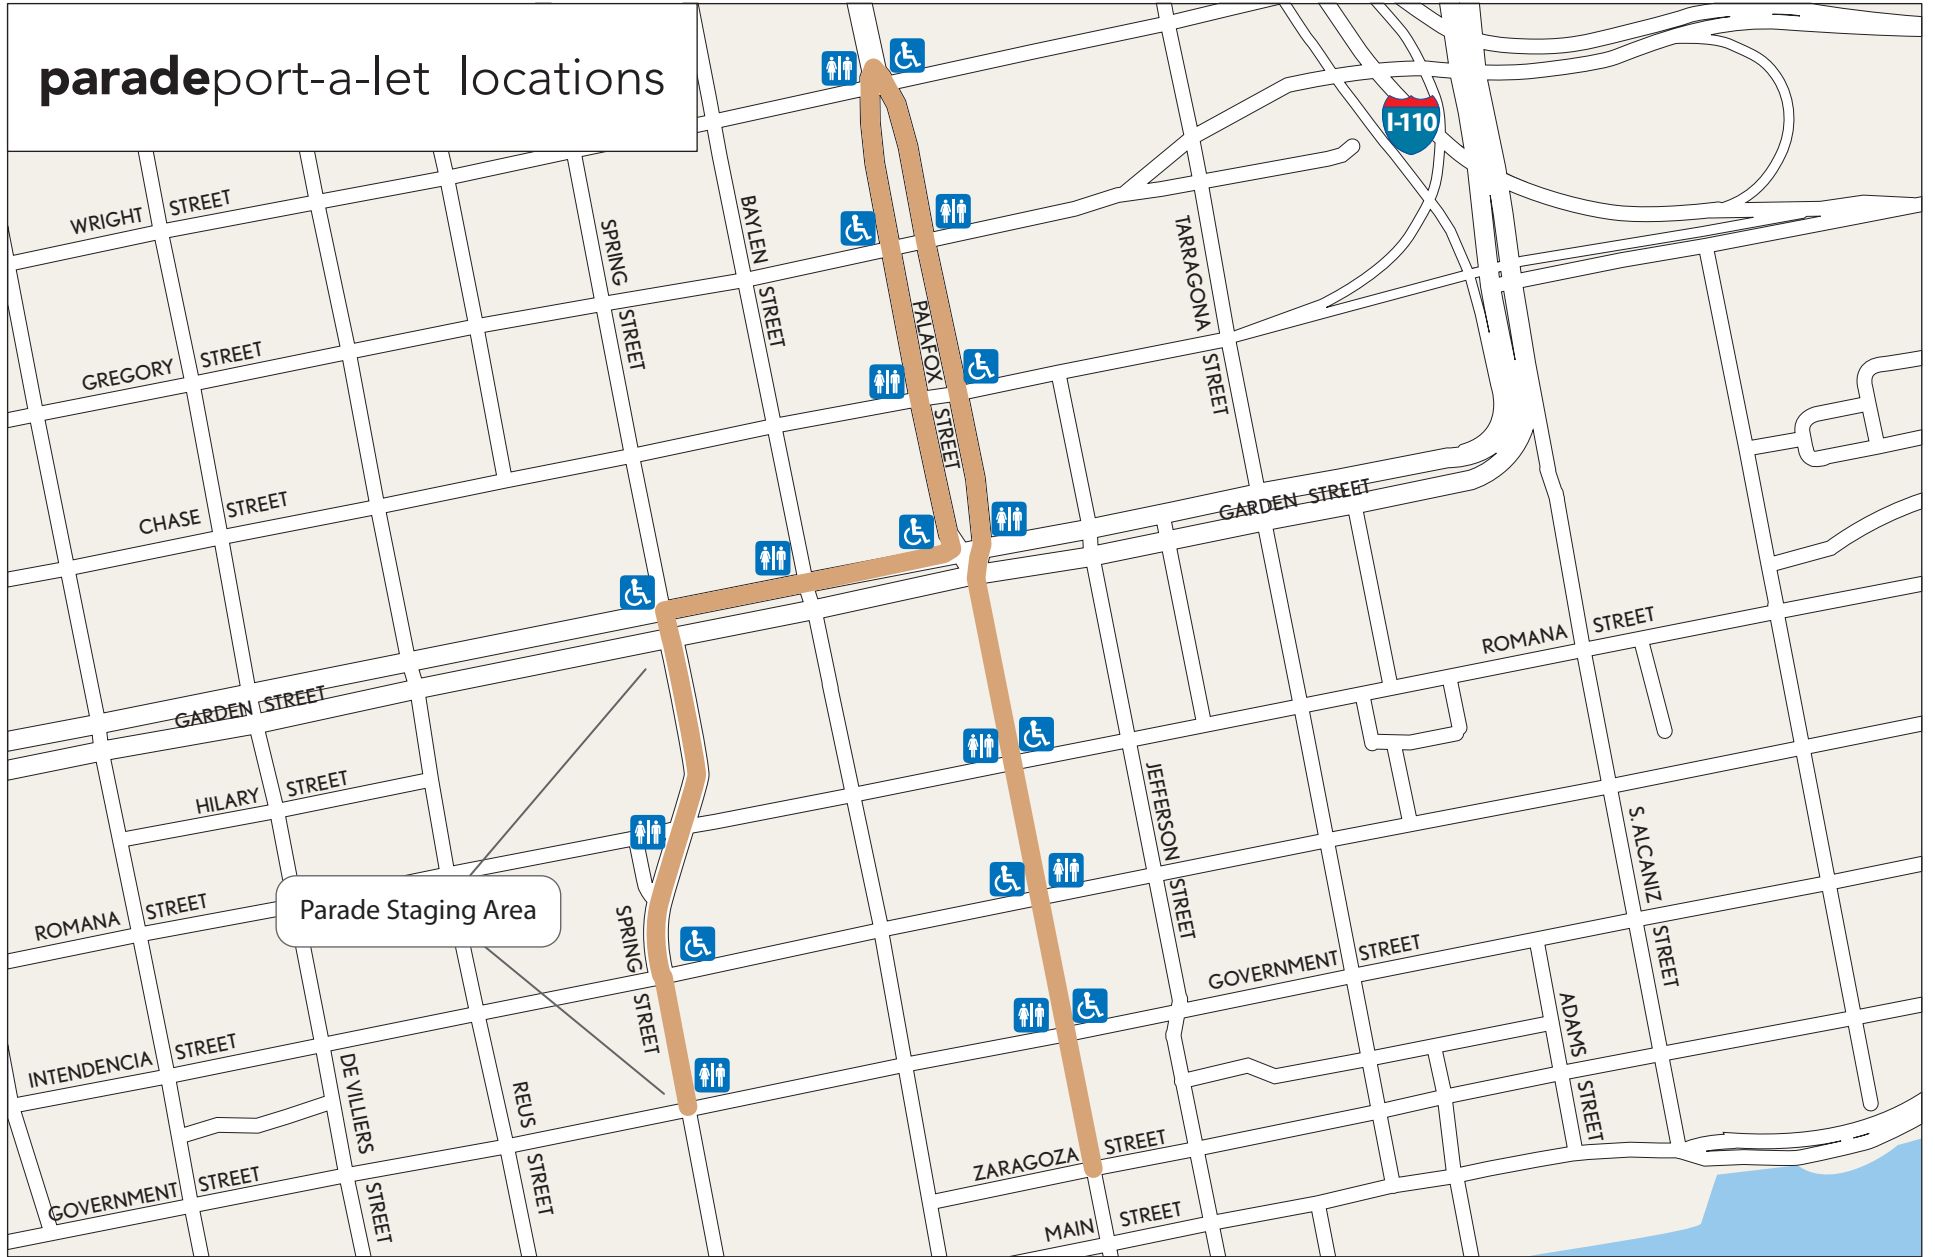 paradeport-a-let locations
I-110
WRIGHT STREET
SPRING STREET
BAYLEN STREET
TARRAGONA STREET
PALAFOX STREET
GREGORY STREET
CHASE STREET
GARDEN STREET
GARDEN STREET
ROMANA STREET
HILARY STREET
JEFFERSON STREET
S. ALCANIZ STREET
Parade Staging Area
ROMANA STREET
SPRING STREET
GOVERNMENT STREET
ADAMS STREET
INTENDENCIA STREET
DE VILLIERS STREET
REUS STREET
ZARAGOZA STREET
GOVERNMENT STREET
MAIN STREET